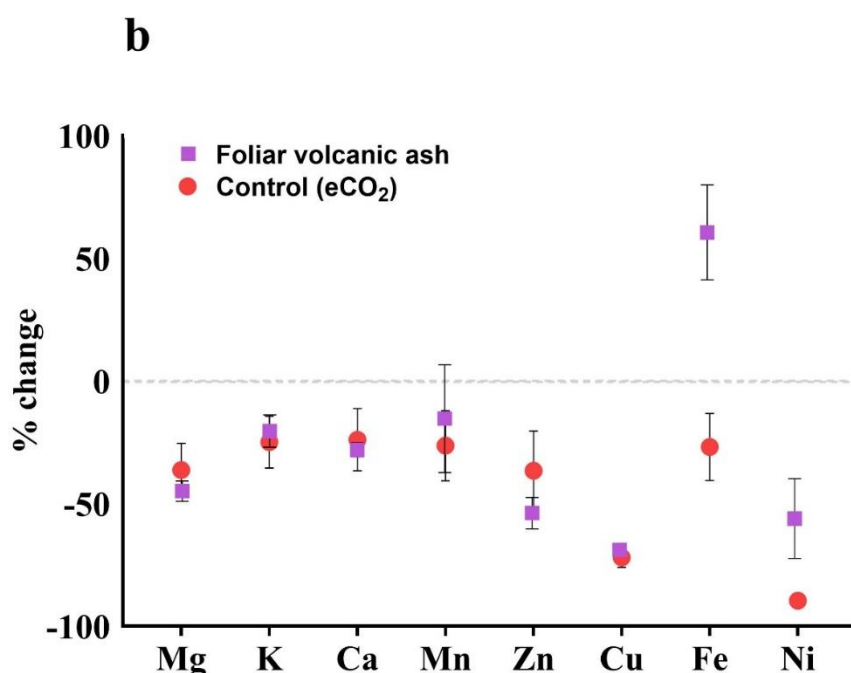 b
100
Foliar volcanic ash
Control (eCO₂)
50
0
-50
-100
% change
Mg K Ca Mn Zn Cu Fe Ni